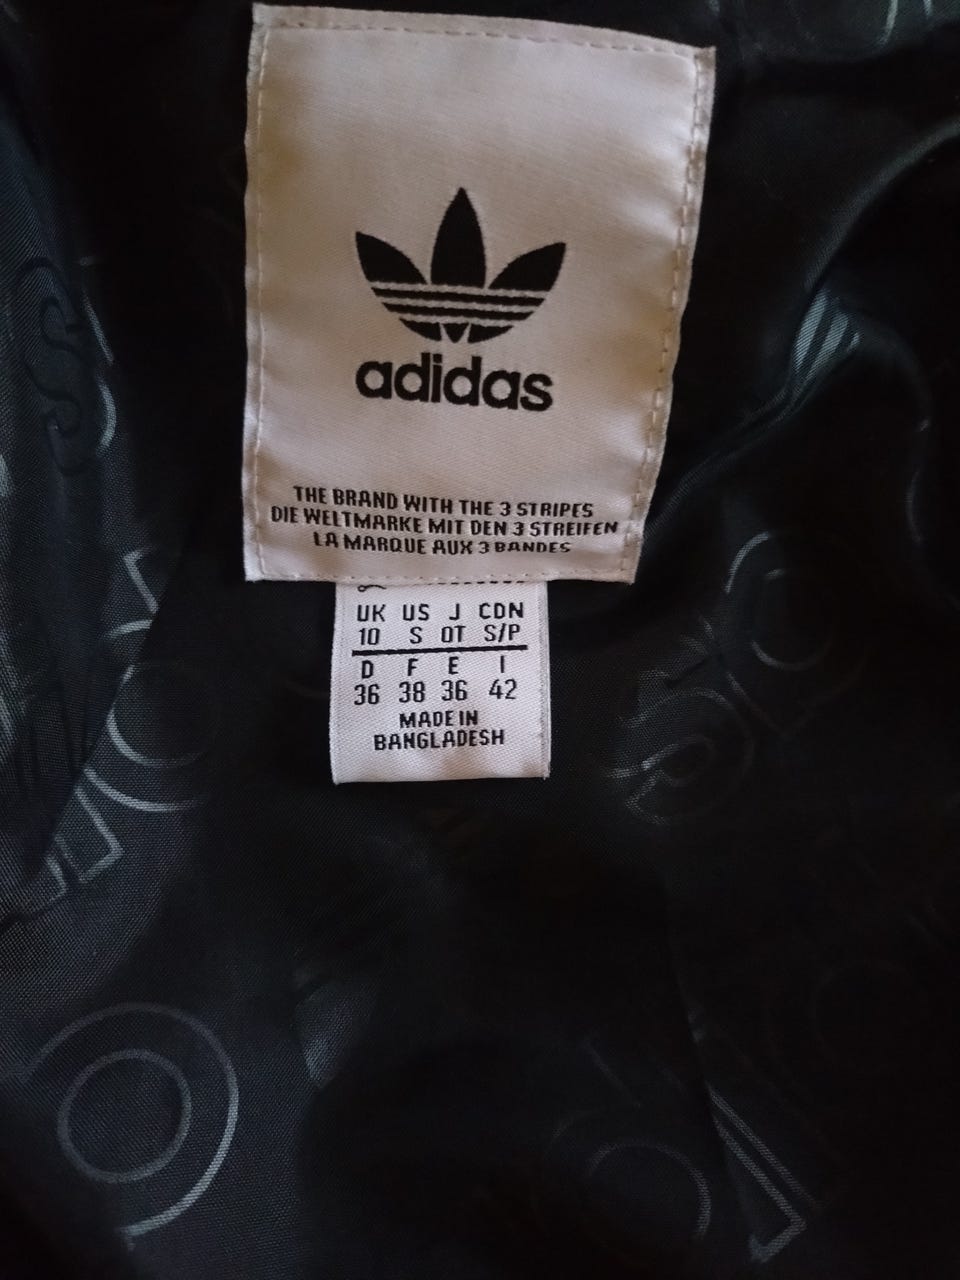 adidas
THE BRAND WITH THE 3 STRIPES
DIE WELTMARKE MIT DEN 3 STREIFEN
LA MARQUE AUX 3 BANDES
UK US J CDN
10 S OT S/P
D F E I
36 38 36 42
MADE IN
BANGLADESH